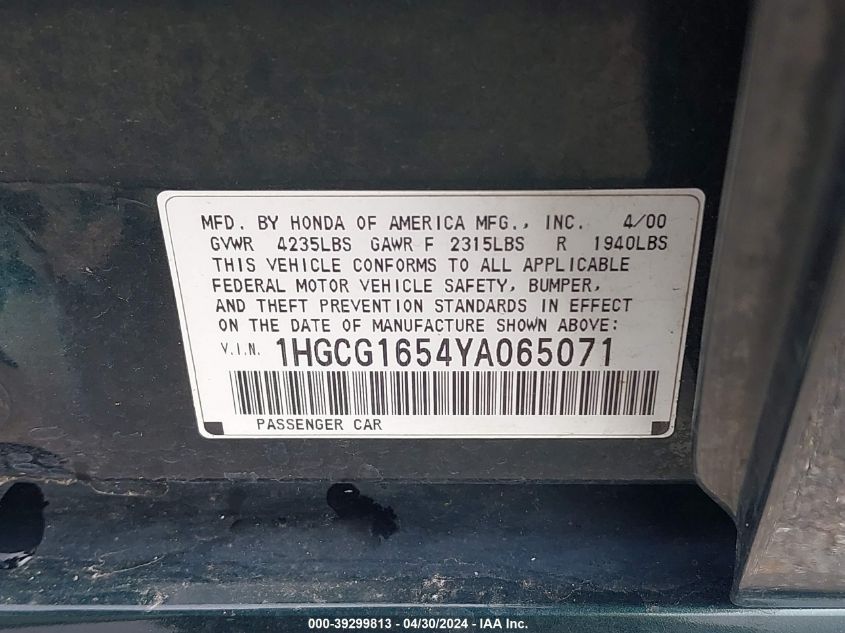 MFD. BY HONDA OF AMERICA MFG., INC. 4/00
GVWR 4235LBS GAWR F 2315LBS R 1940LBS
THIS VEHICLE CONFORMS TO ALL APPLICABLE
FEDERAL MOTOR VEHICLE SAFETY, BUMPER,
AND THEFT PREVENTION STANDARDS IN EFFECT
ON THE DATE OF MANUFACTURE SHOWN ABOVE:
V.I.N. 1HGCG1654YA065071
PASSENGER CAR
000-39299813 - 04/30/2024 - IAA Inc.